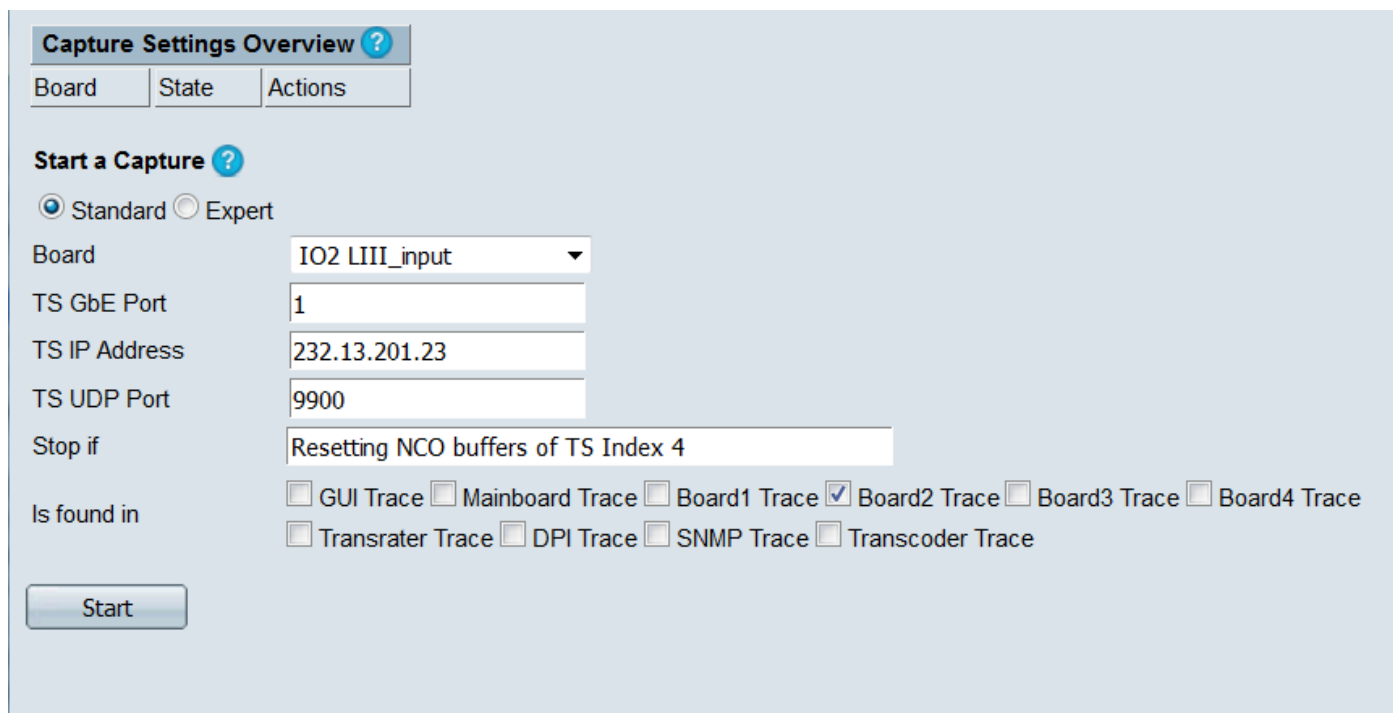 Capture Settings Overview ?
Board State Actions
Start a Capture ?
Standard Expert
Board IO2 LIII_input
TS GbE Port 1
TS IP Address 232.13.201.23
TS UDP Port 9900
Stop if Resetting NCO buffers of TS Index 4
Is found in GUI Trace Mainboard Trace Board1 Trace Board2 Trace Board3 Trace Board4 Trace
Transrater Trace DPI Trace SNMP Trace Transcoder Trace
Start